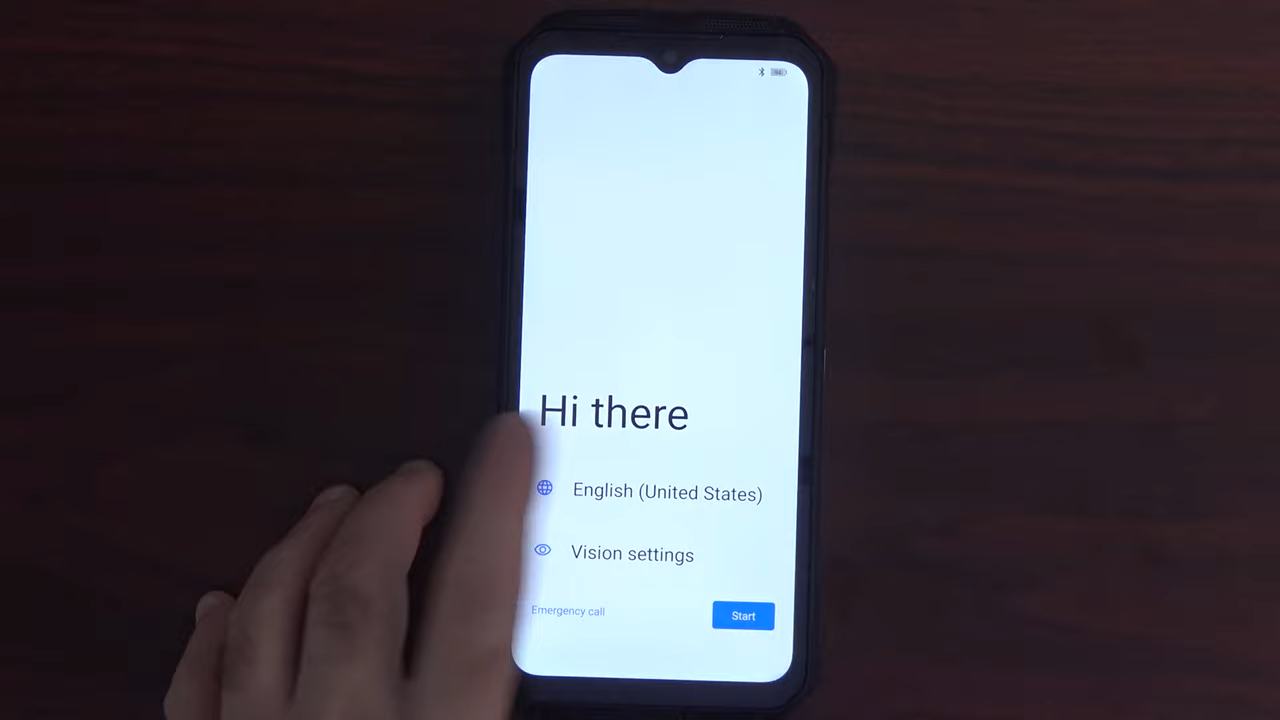 Hi there
English (United States)
Vision settings
Emergency call
Start